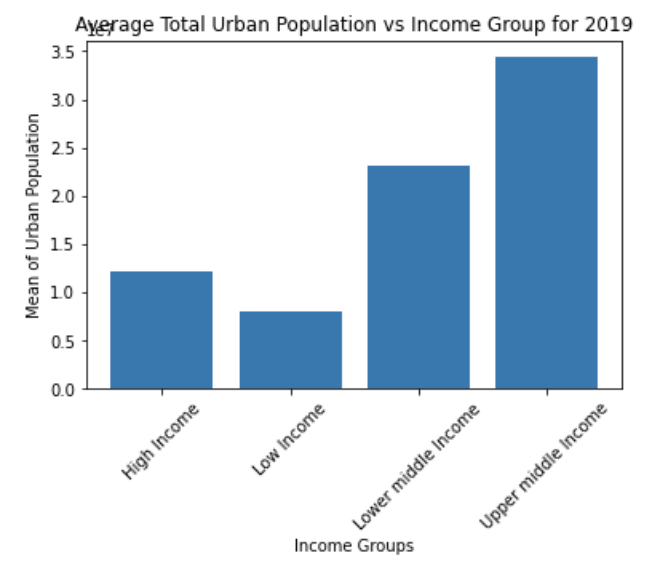 Average Total Urban Population vs Income Group for 2019
1e7
3.5
3.0
2.5
2.0
1.5
1.0
0.5
0.0
Mean of Urban Population
High Income
Low Income
Lower middle Income
Upper middle Income
Income Groups